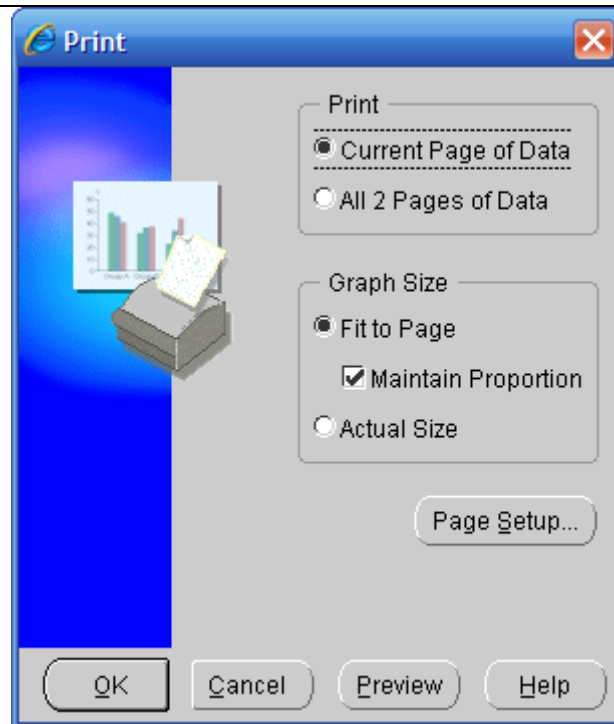 Print
Print
Current Page of Data
All 2 Pages of Data
Graph Size
Fit to Page
Maintain Proportion
Actual Size
Page Setup...
OK
Cancel
Preview
Help